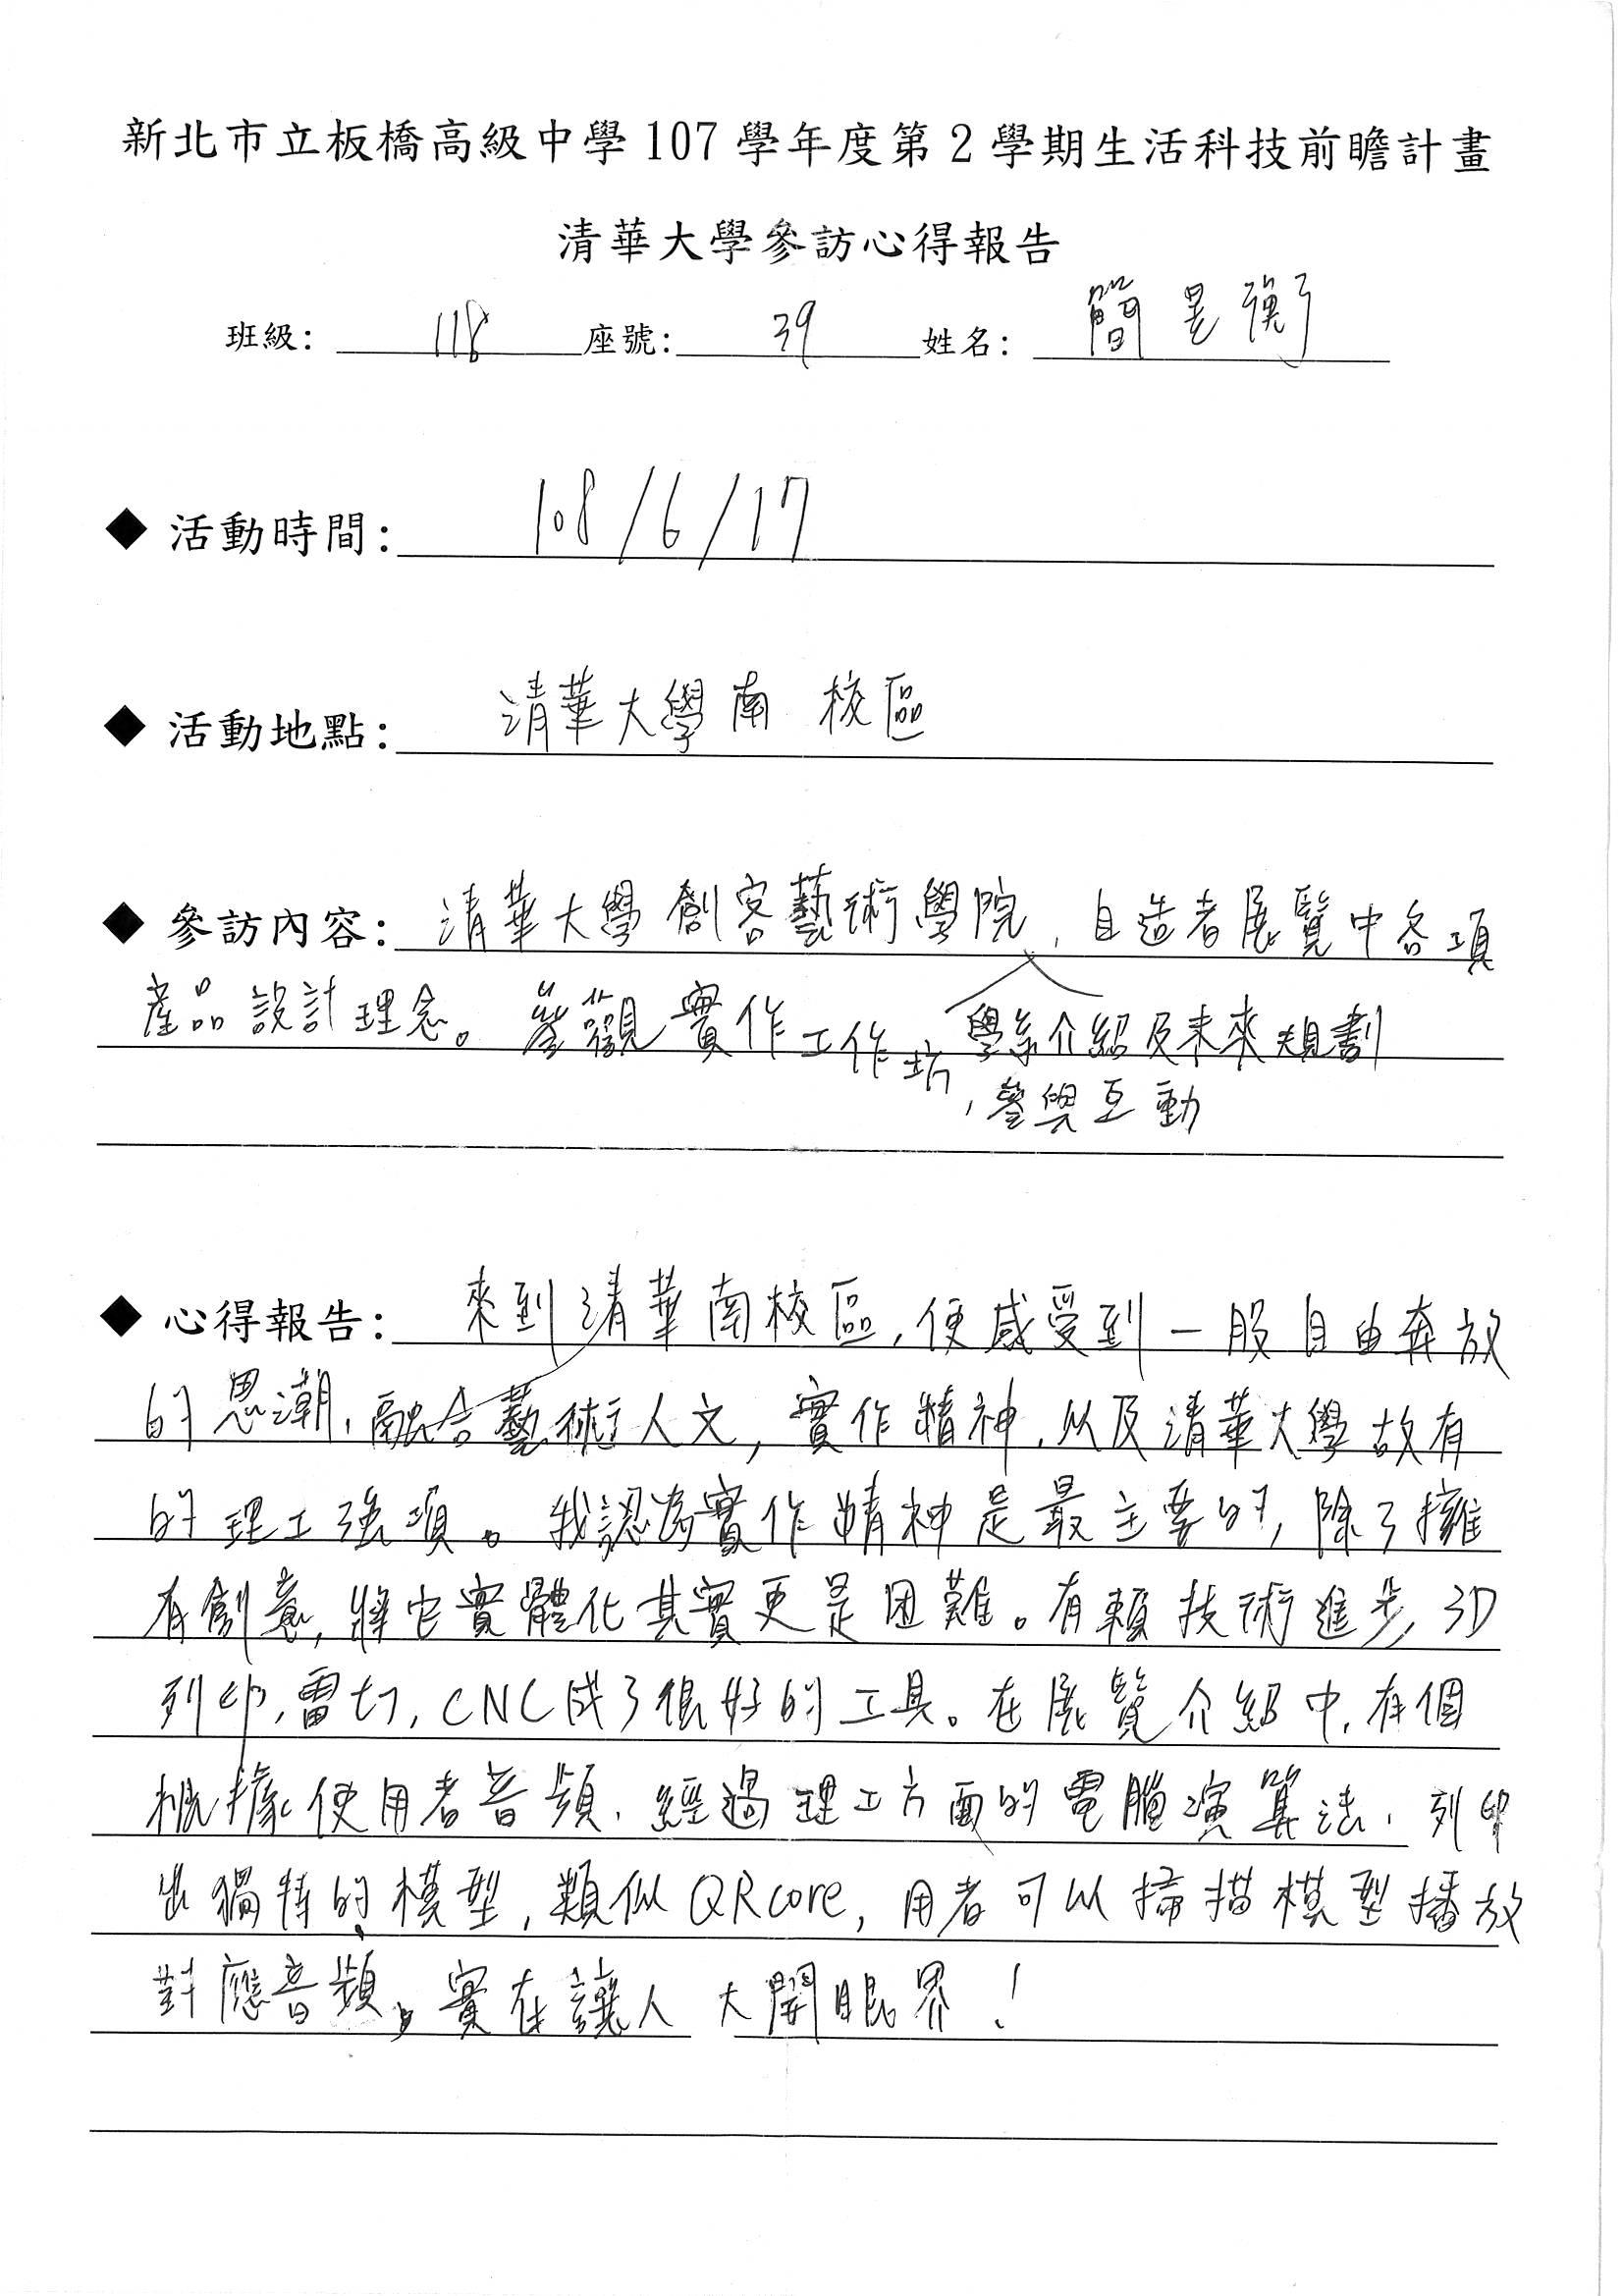 新北市立板橋高級中學 107 學年度第 2 學期生活科技前瞻計畫
清華大學參訪心得報告
班級： 118 座號： 39 姓名： 簡昱衡
◆ 活動時間： 108/6/17
◆ 活動地點： 清華大學南校區
◆ 參訪內容： 清華大學創客藝術學院，自造者展覽中各項
產品設計理念。參觀實作工作坊 學系介紹及未來規劃
，參與互動
◆ 心得報告： 來到清華南校區，便感受到一股自由奔放
的思潮，融合藝術人文，實作精神，以及清華大學故有
的理工強項。我認為實作精神是最主要的，除了擁
有創意，將它實體化其實更是困難。有賴技術進步，3D
列印，雷切，CNC成了很好的工具。在展覽介紹中，有個
根據使用者音頻，經過理工方面的電腦演算法，列印
出獨特的模型，類似QRcore，用者可以掃描模型播放
對應音頻，實在讓人大開眼界！